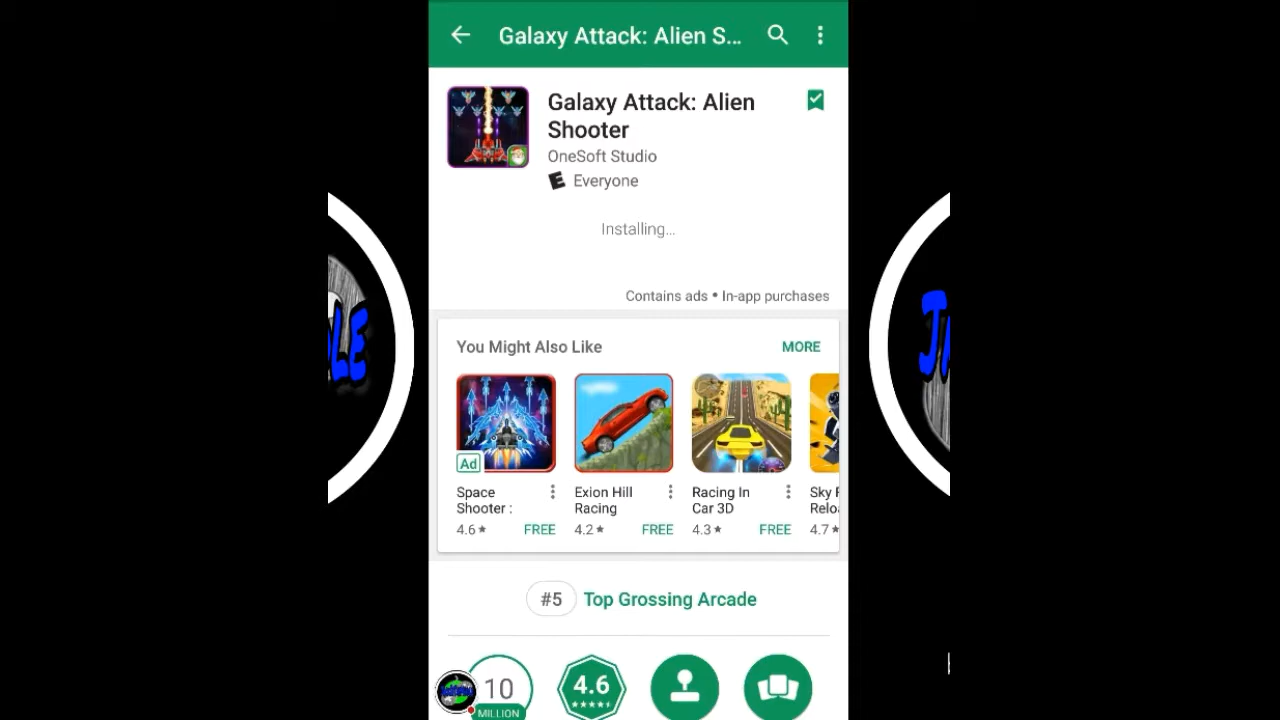 Galaxy Attack: Alien S...
Galaxy Attack: Alien
Shooter
OneSoft Studio
E Everyone
Installing...
Contains ads • In-app purchases
You Might Also Like
MORE
Ad
Space
Shooter :
4.6★ FREE
Exion Hill
Racing
4.2★ FREE
Racing In
Car 3D
4.3★ FREE
Sky
4.7★
#5 Top Grossing Arcade
10
MILLION
4.6